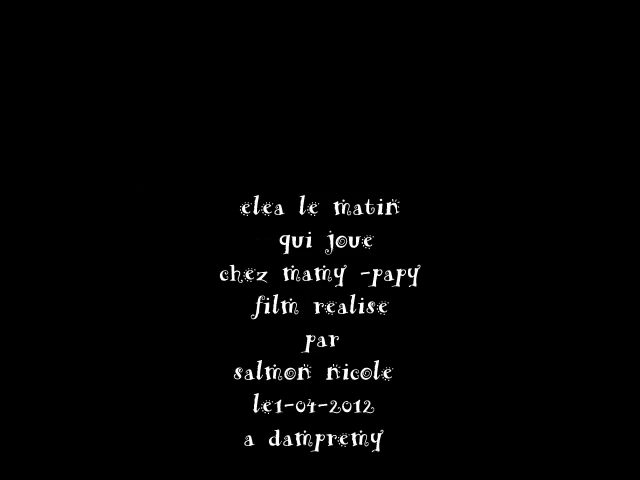 elea le matin
qui joue
chez mamy -papy
film realise
par
salmon nicole
le1-04-2012
a dampremy